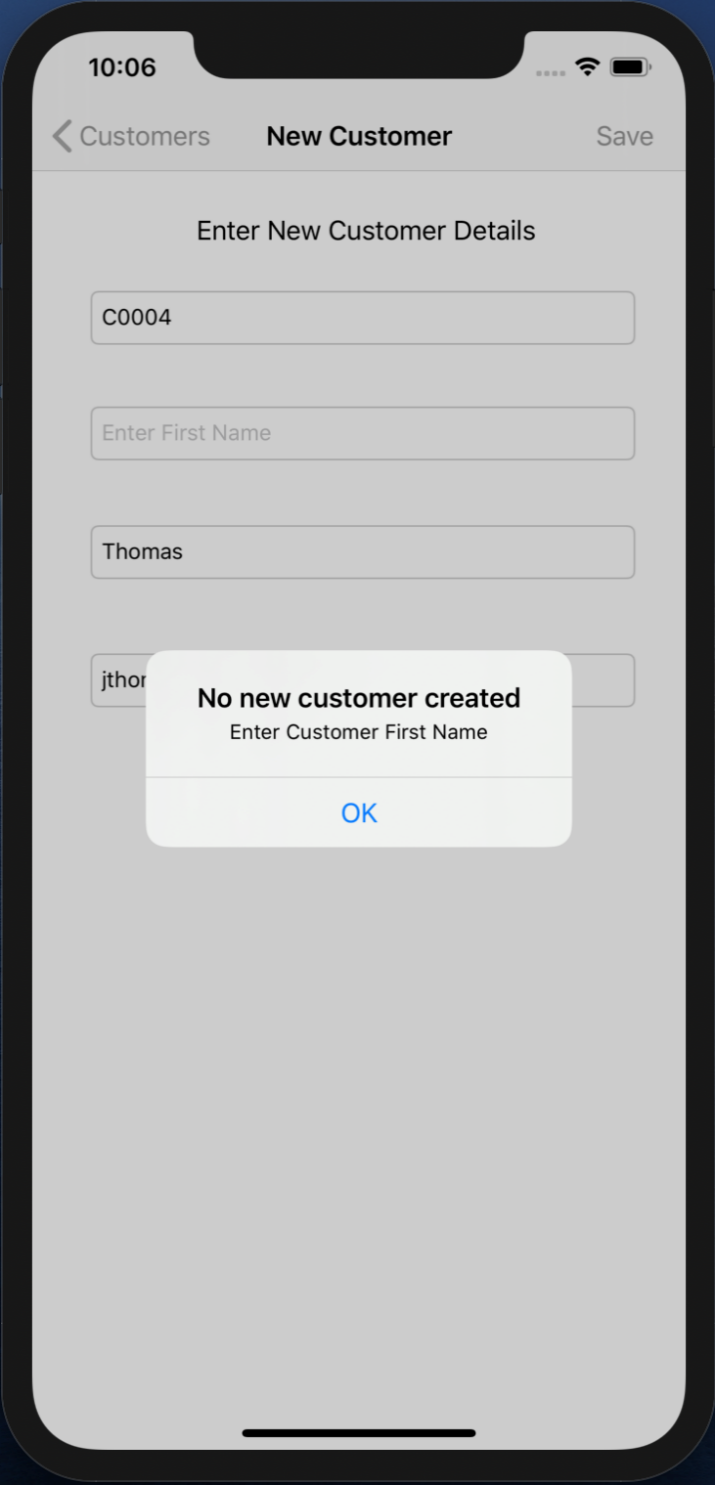 10:06
Customers New Customer Save
Enter New Customer Details
C0004
Enter First Name
Thomas
No new customer created
Enter Customer First Name
OK